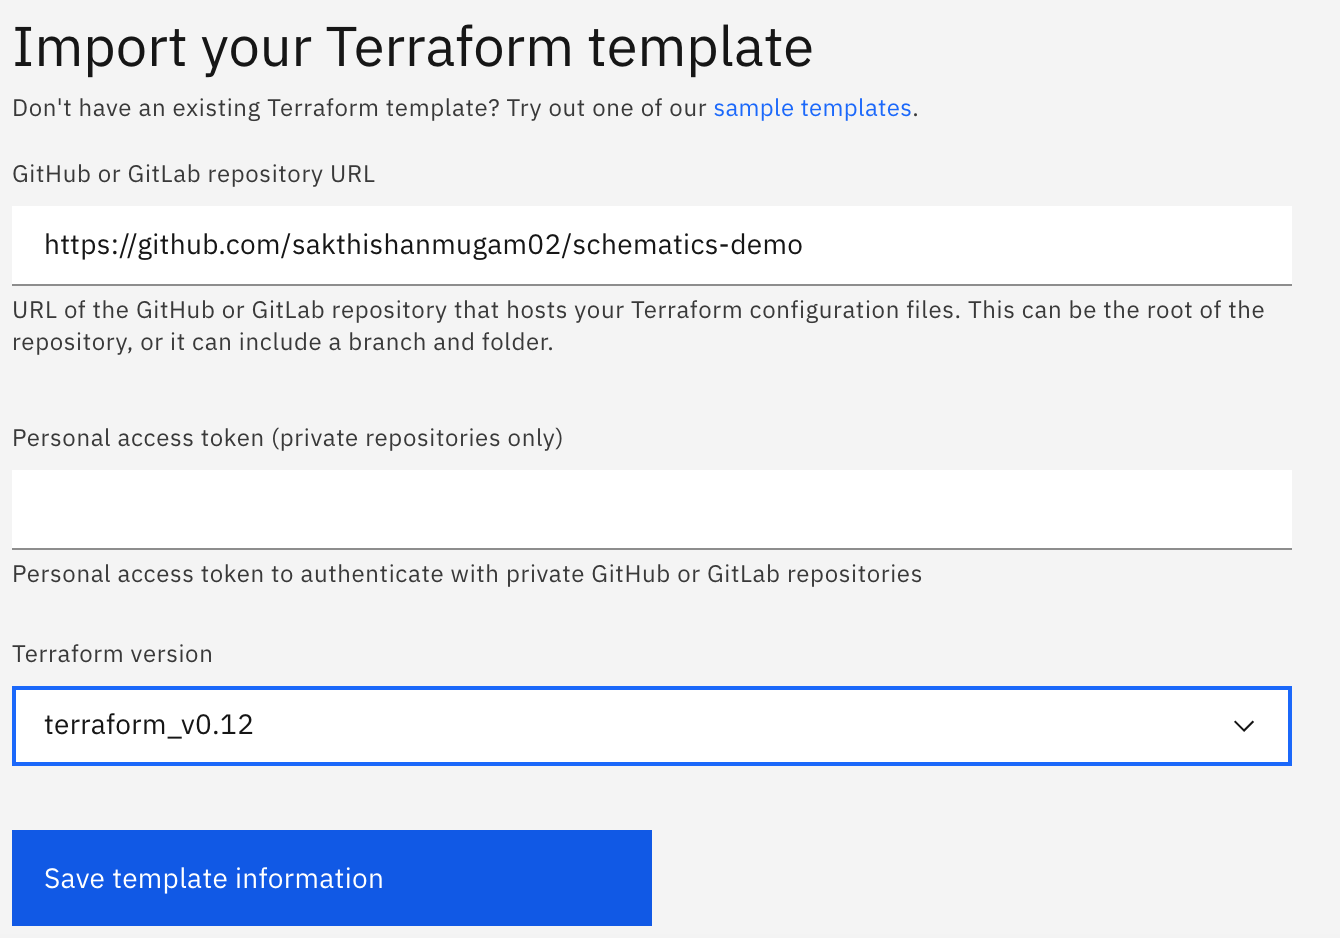 Import your Terraform template
Don't have an existing Terraform template? Try out one of our sample templates.
GitHub or GitLab repository URL
https://github.com/sakthishanmugam02/schematics-demo
URL of the GitHub or GitLab repository that hosts your Terraform configuration files. This can be the root of the
repository, or it can include a branch and folder.
Personal access token (private repositories only)
Personal access token to authenticate with private GitHub or GitLab repositories
Terraform version
terraform_v0.12
Save template information